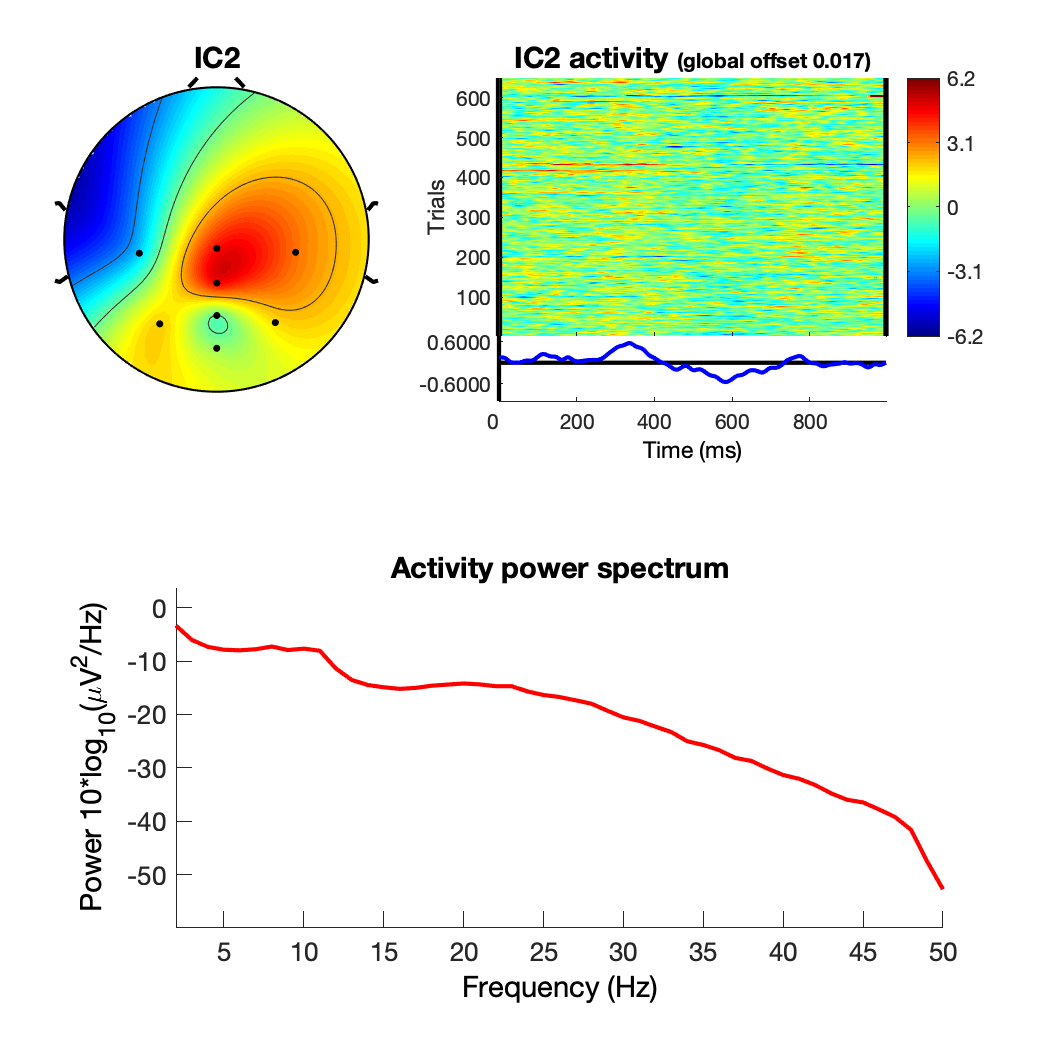 IC2
IC2 activity (global offset 0.017)
Trials
600
500
400
300
200
100
6.2
3.1
0
-3.1
-6.2
0.6000
-0.6000
0 200 400 600 800
Time (ms)
Activity power spectrum
Power 10*log10(μV2/Hz)
0
-10
-20
-30
-40
-50
5 10 15 20 25 30 35 40 45 50
Frequency (Hz)